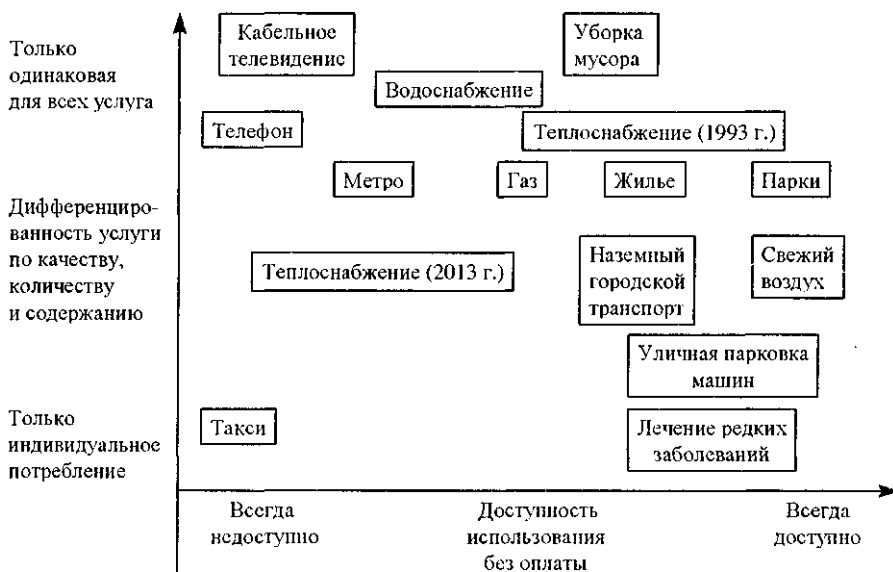 Только
одинаковая
для всех услуга
Кабельное
телевидение
Уборка
мусора
Водоснабжение
Телефон
Теплоснабжение (1993 г.)
Метро
Газ
Жилье
Парки
Дифференциро-
ванность услуги
по качеству,
количеству
и содержанию
Теплоснабжение (2013 г.)
Наземный
городской
транспорт
Свежий
воздух
Уличная парковка
машин
Только
индивидуальное
потребление
Такси
Лечение редких
заболеваний
Всегда
недоступно
Доступность
использования
без оплаты
Всегда
доступно